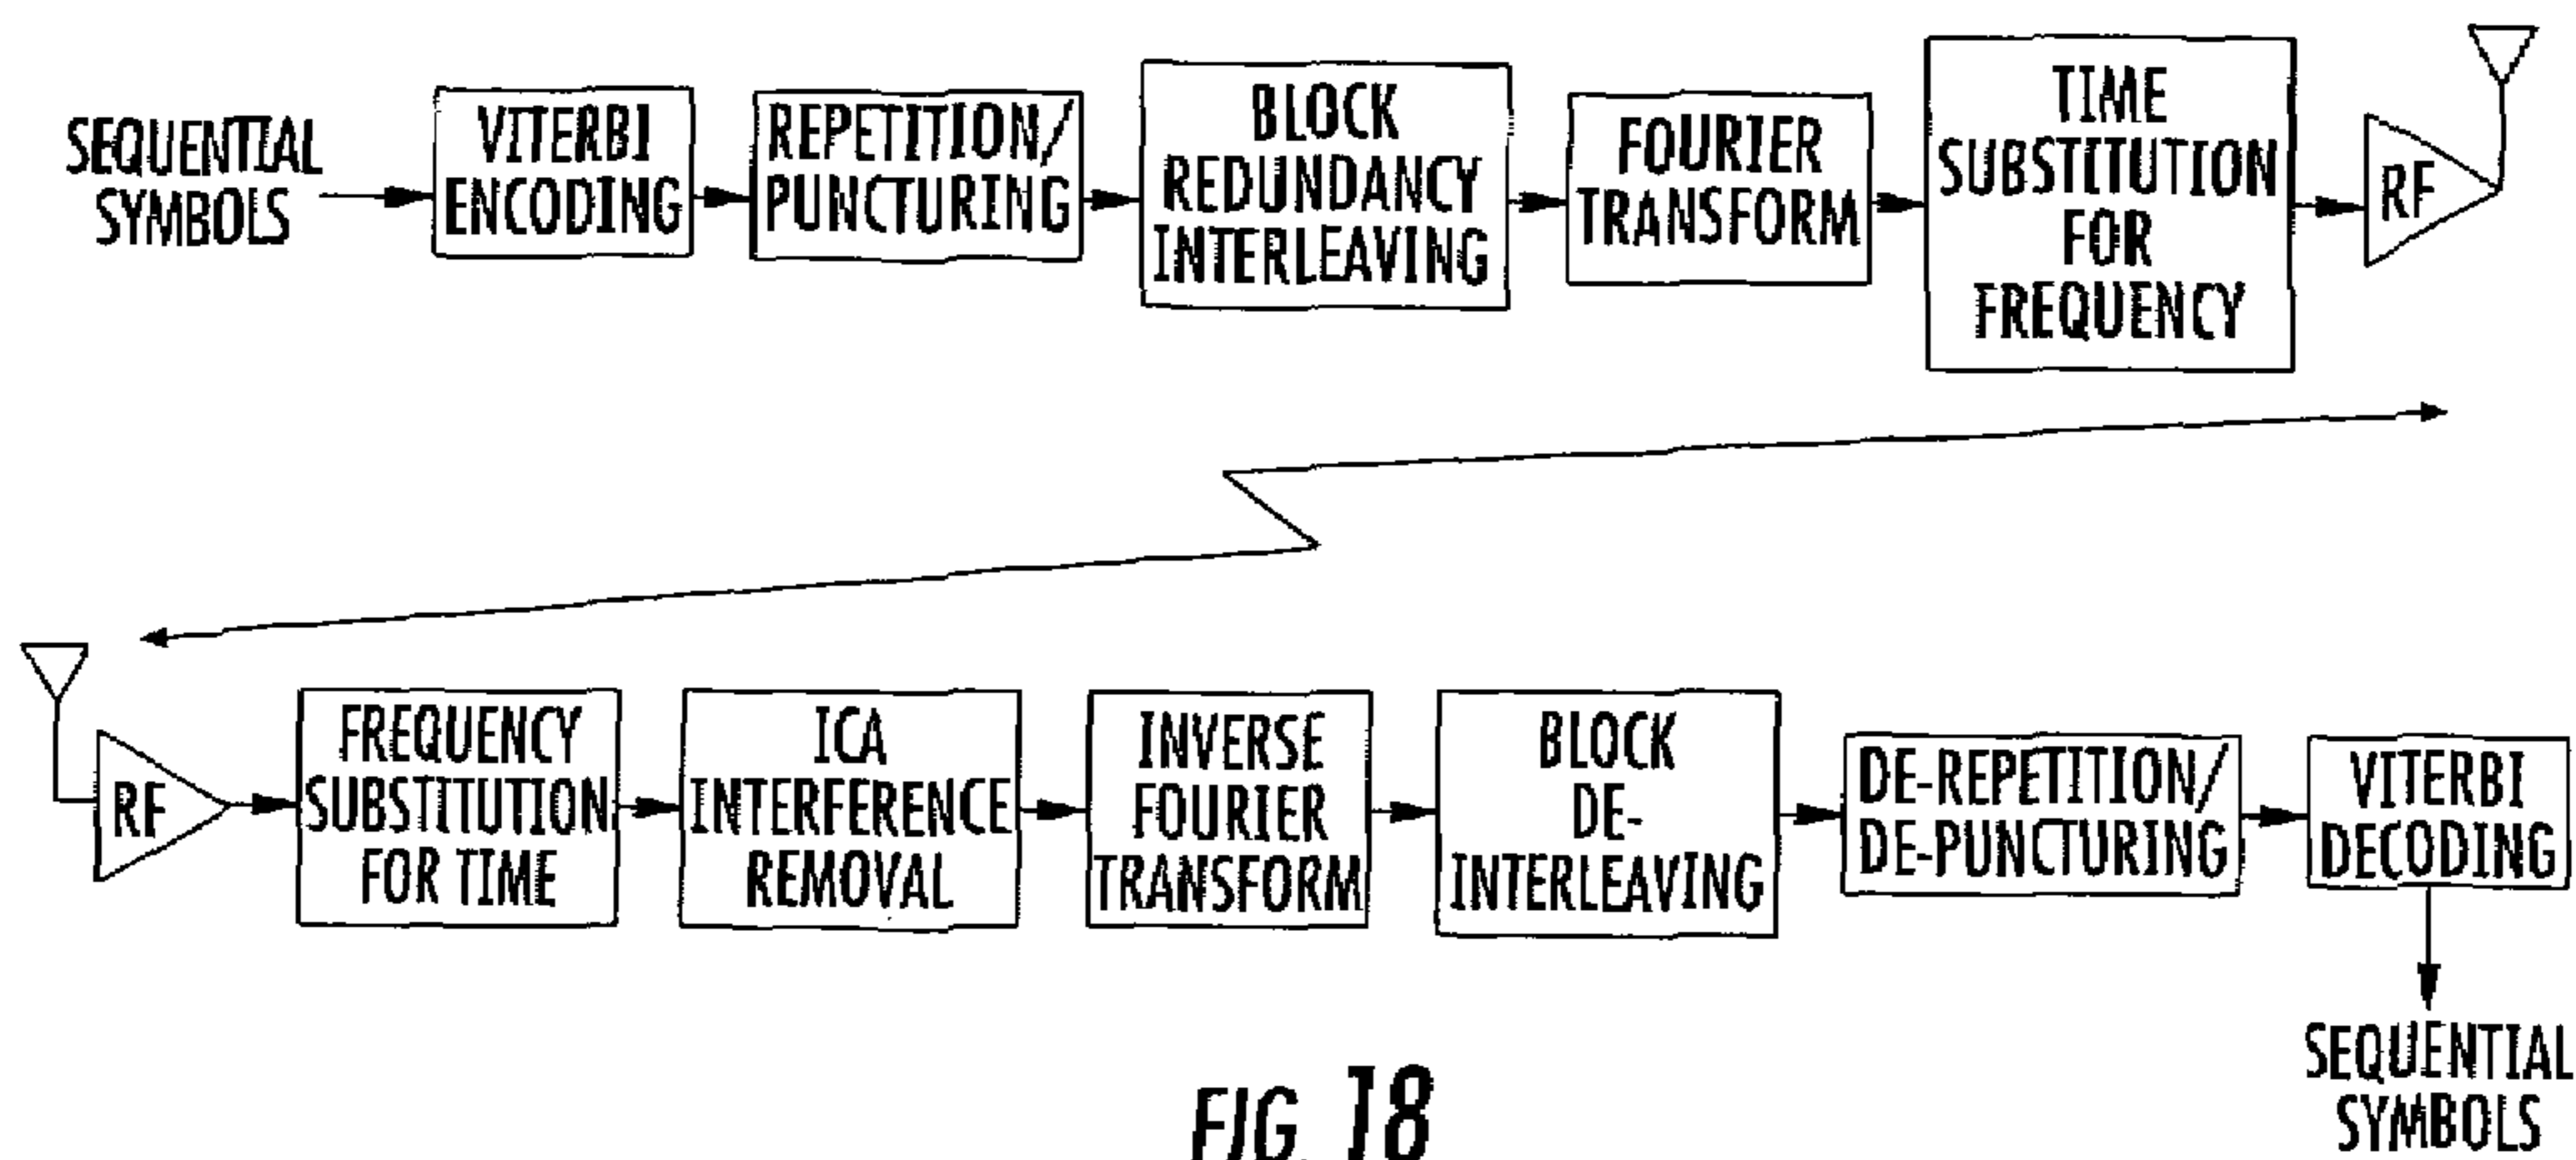 SEQUENTIAL
SYMBOLS
VITERBI
ENCODING
REPETITION/
PUNCTURING
BLOCK
REDUNDANCY
INTERLEAVING
FOURIER
TRANSFORM
TIME
SUBSTITUTION
FOR
FREQUENCY
RF
RF
FREQUENCY
SUBSTITUTION
FOR TIME
ICA
INTERFERENCE
REMOVAL
INVERSE
FOURIER
TRANSFORM
BLOCK
DE-
INTERLEAVING
DE-REPETITION/
DE-PUNCTURING
VITERBI
DECODING
SEQUENTIAL
SYMBOLS
FIG. 18